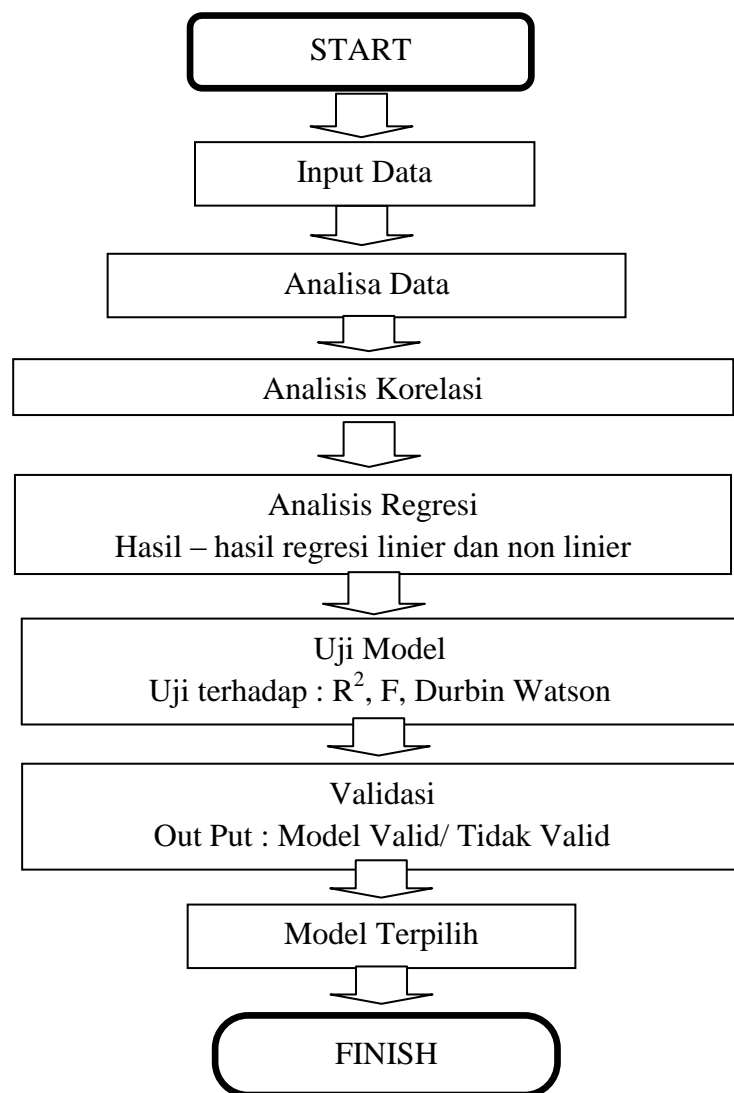 START
Input Data
Analisa Data
Analisis Korelasi
Analisis Regresi
Hasil – hasil regresi linier dan non linier
Uji Model
Uji terhadap : R², F, Durbin Watson
Validasi
Out Put : Model Valid/ Tidak Valid
Model Terpilih
FINISH